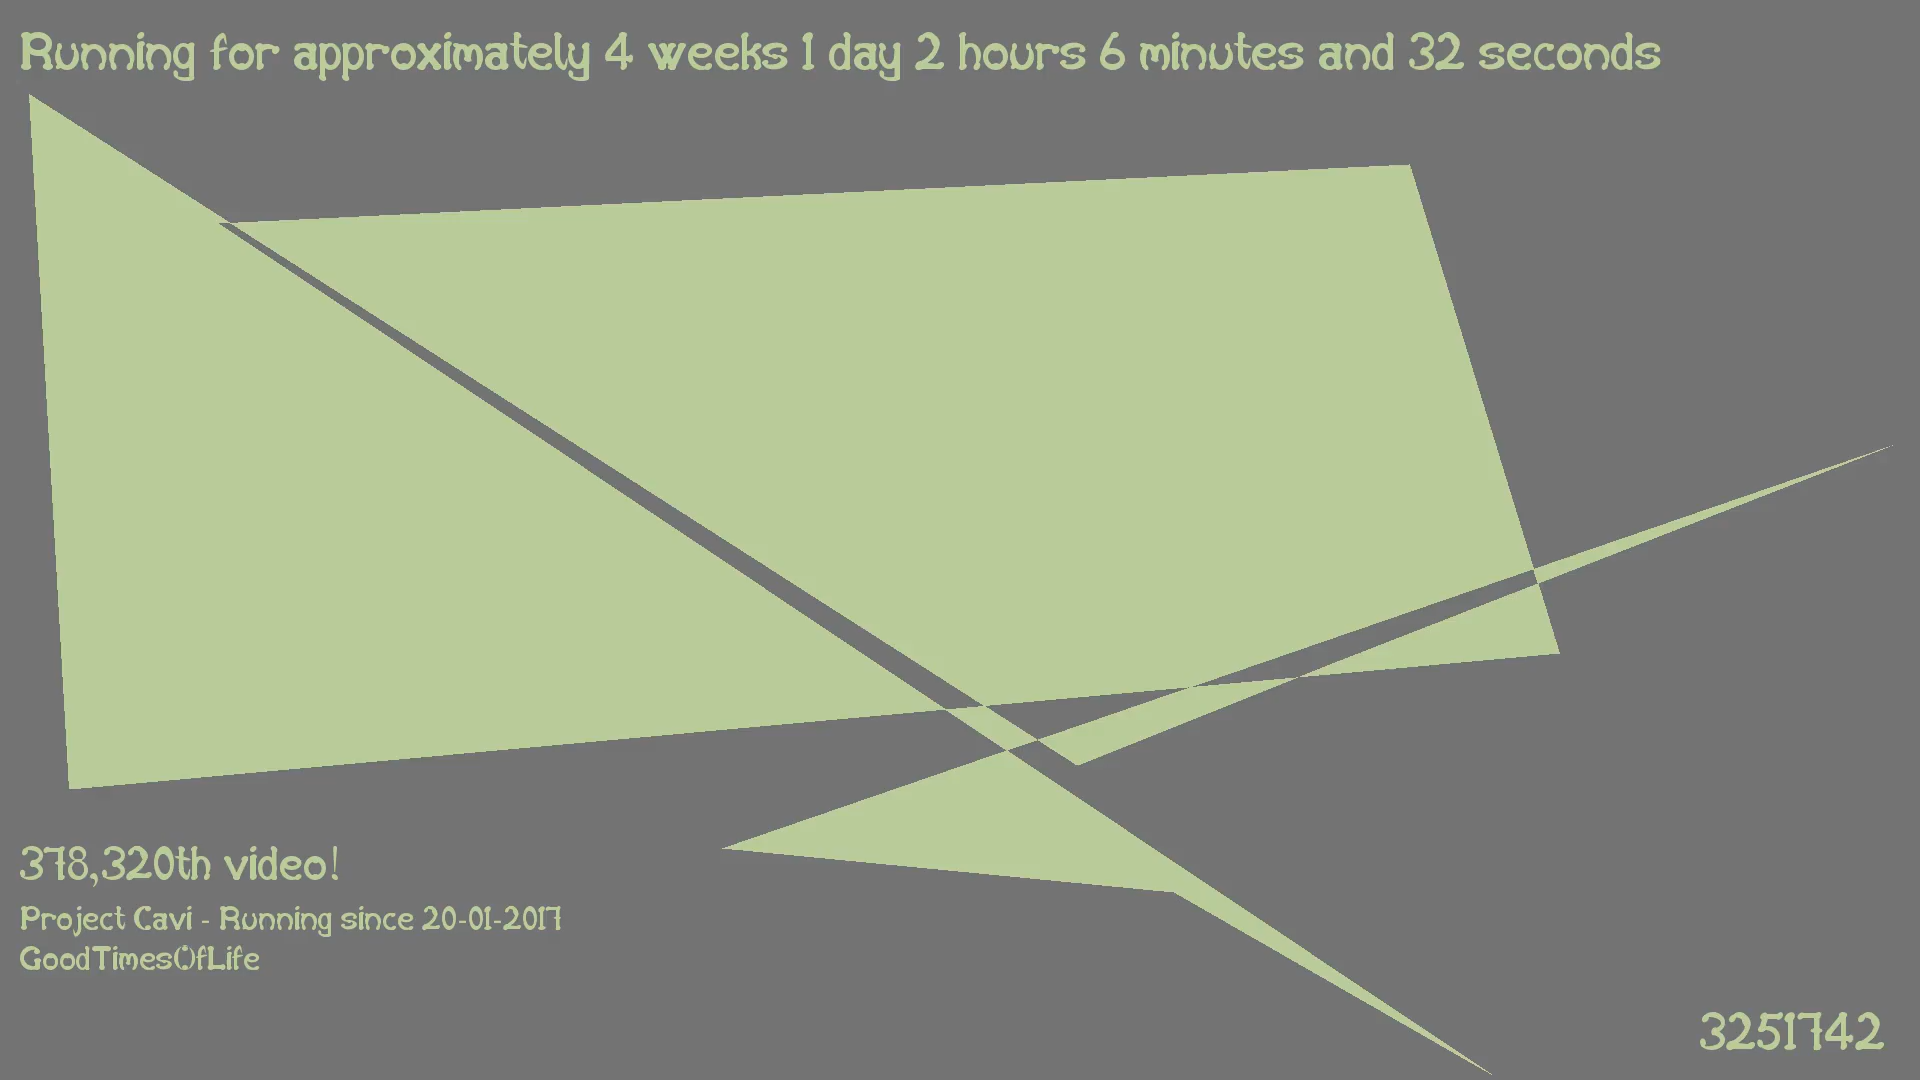 Running for approximately 4 weeks 1 day 2 hours 6 minutes and 32 seconds
378,320th video!
Project Cavi - Running since 20-01-2017
GoodTimesOfLife
3251742